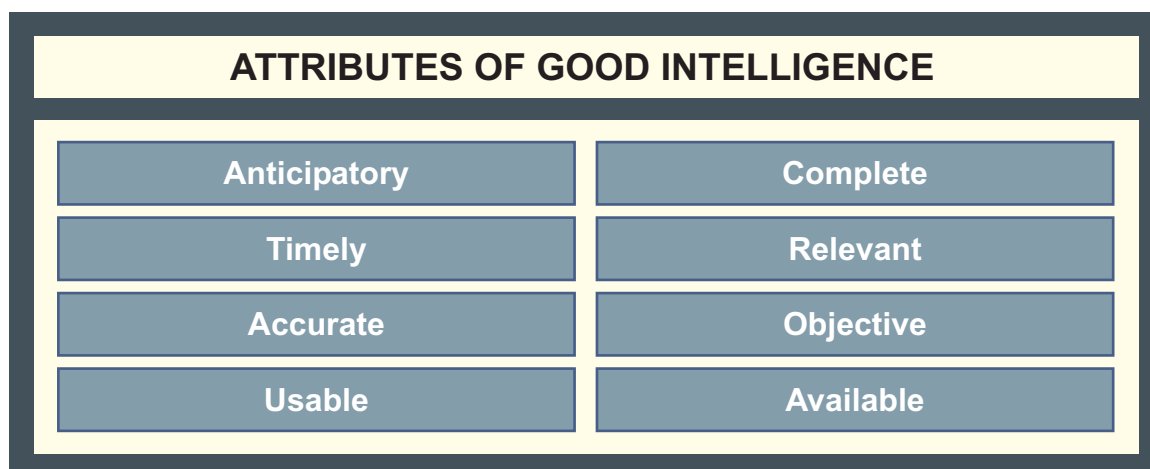 ATTRIBUTES OF GOOD INTELLIGENCE
Anticipatory
Complete
Timely
Relevant
Accurate
Objective
Usable
Available